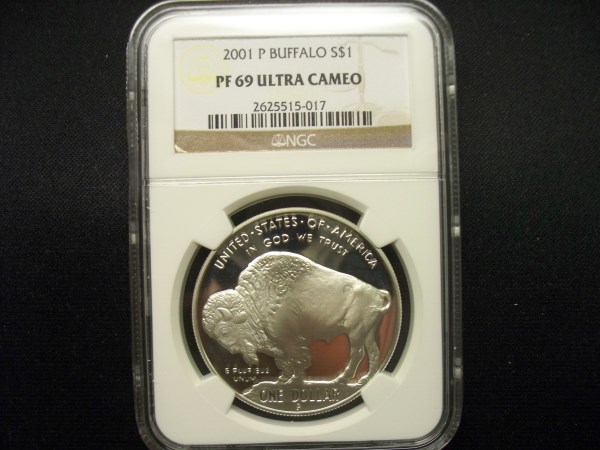 2001 P BUFFALO S$1
PF 69 ULTRA CAMEO
2625515-017
NGC
UNITED·STATES·OF·AMERICA
IN GOD WE TRUST
E PLURIBUS
UNUM
ONE DOLLAR
P